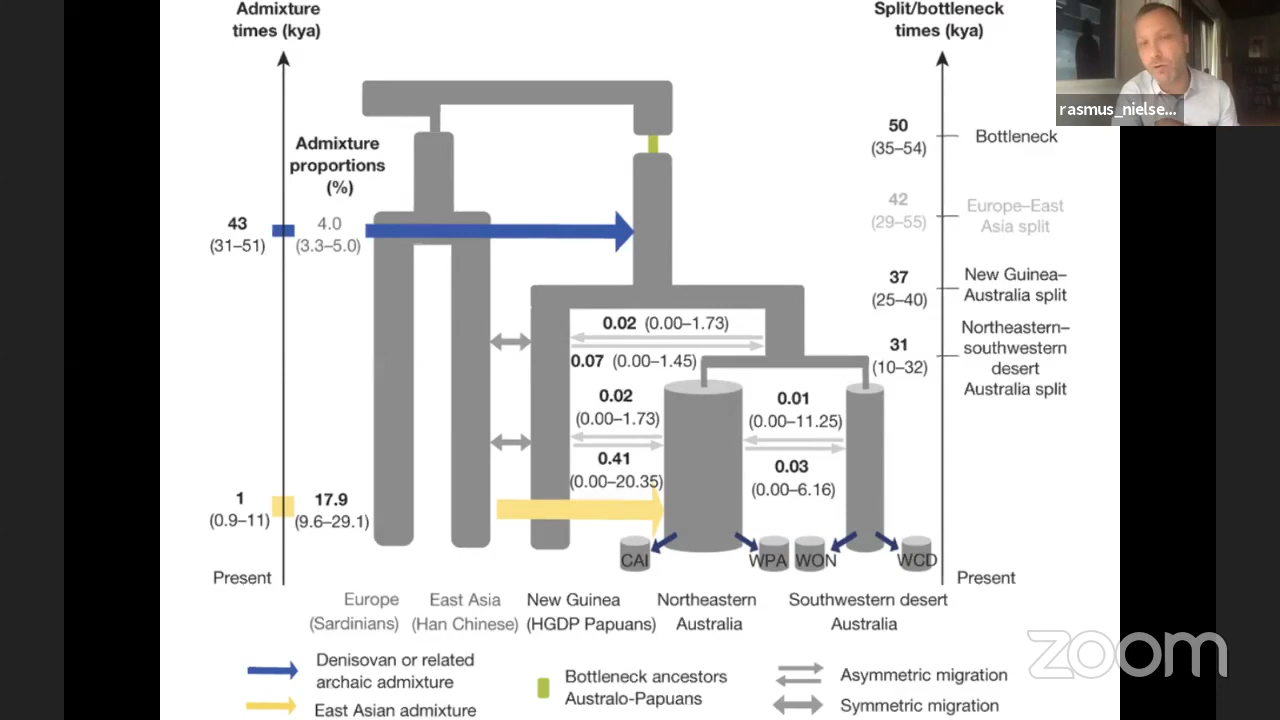 Admixture
times (kya)
Split/bottleneck
times (kya)
rasmus_nielse...
Admixture
proportions
(%)
50
(35–54)
Bottleneck
42
(29–55)
Europe–East
Asia split
43
(31–51)
4.0
(3.3–5.0)
37
(25–40)
New Guinea–
Australia split
0.02 (0.00–1.73)
0.07 (0.00–1.45)
31
(10–32)
Northeastern–
southwestern
desert
Australia split
0.02
(0.00–1.73)
0.01
(0.00–11.25)
0.41
(0.00–20.35)
0.03
(0.00–6.16)
1
(0.9–11)
17.9
(9.6–29.1)
CAI
WPA
WON
WCD
Present
Present
Europe
(Sardinians)
East Asia
(Han Chinese)
New Guinea
(HGDP Papuans)
Northeastern
Australia
Southwestern desert
Australia
Denisovan or related
archaic admixture
East Asian admixture
Bottleneck ancestors
Australo-Papuans
Asymmetric migration
Symmetric migration
zoom